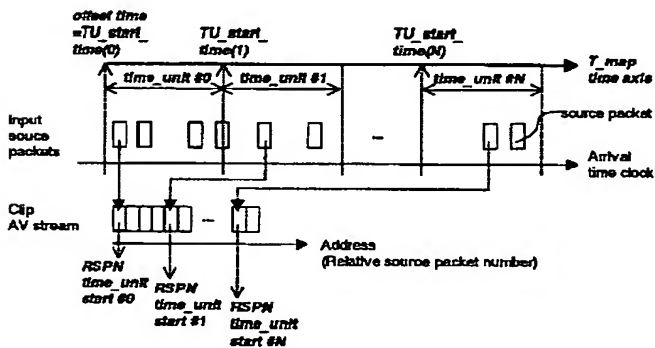 offset time
=TU_start_
time(0)
TU_start_
time(1)
TU_start_
time(N)
T_map
time axis
time_unit #0
time_unit #1
time_unit #N
Input
souce
packets
source packet
Arrival
time clock
Clip
AV stream
Address
(Relative source packet number)
RSPN
time_unit
start #0
RSPN
time_unit
start #1
RSPN
time_unit
start #N